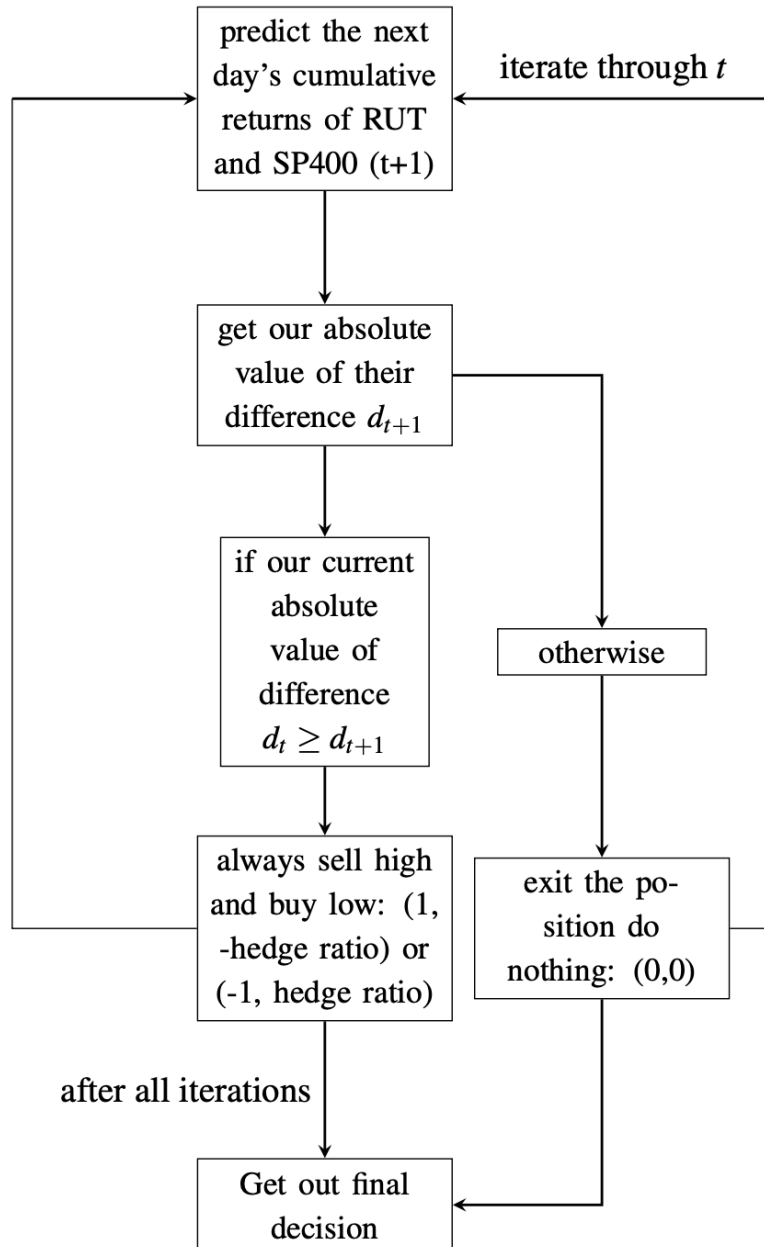 predict the next
day's cumulative
returns of RUT
and SP400 (t+1)
iterate through t
get our absolute
value of their
difference dₜ₊₁
if our current
absolute
value of
difference
dₜ ≥ dₜ₊₁
otherwise
always sell high
and buy low: (1,
-hedge ratio) or
(-1, hedge ratio)
exit the po-
sition do
nothing: (0,0)
after all iterations
Get out final
decision